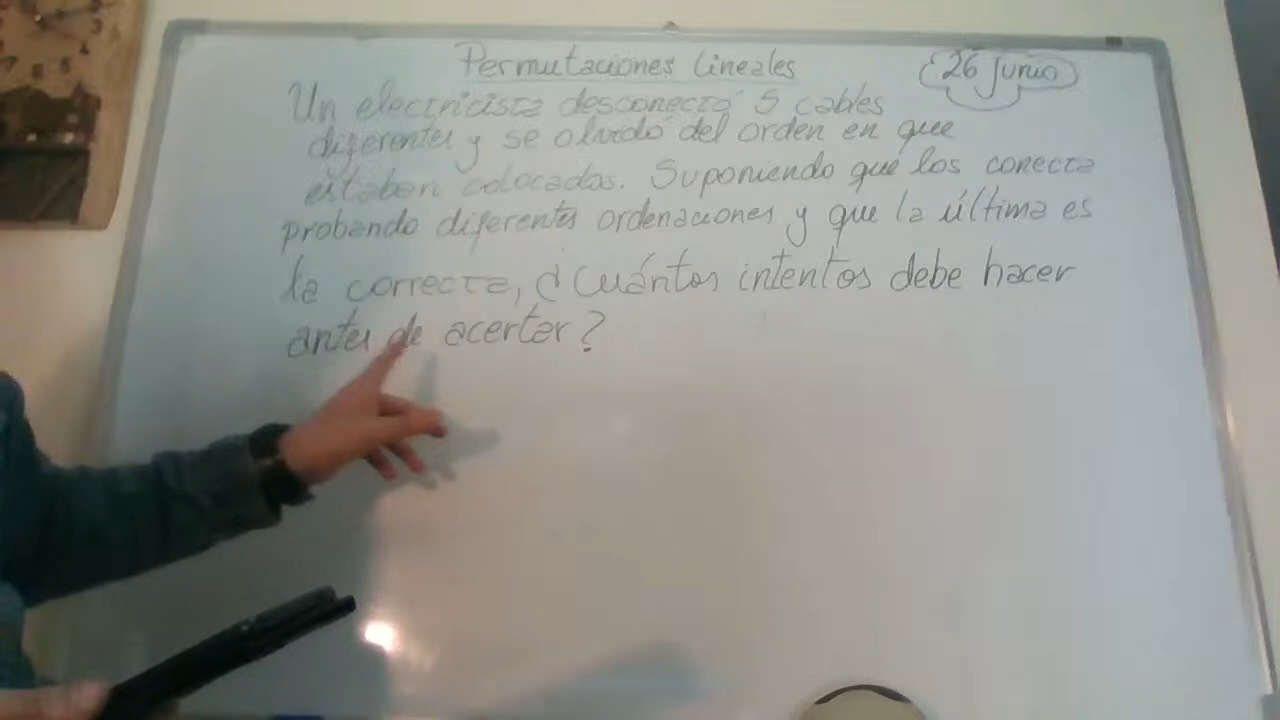 Permutaciones Lineales
26 junio
Un electricista desconectó 5 cables
diferentes y se olvidó del orden en que
estaban colocadas. Suponiendo que los conecta
probando diferentes ordenaciones y que la última es
la correcta, ¿Cuántos intentos debe hacer
antes de acertar?